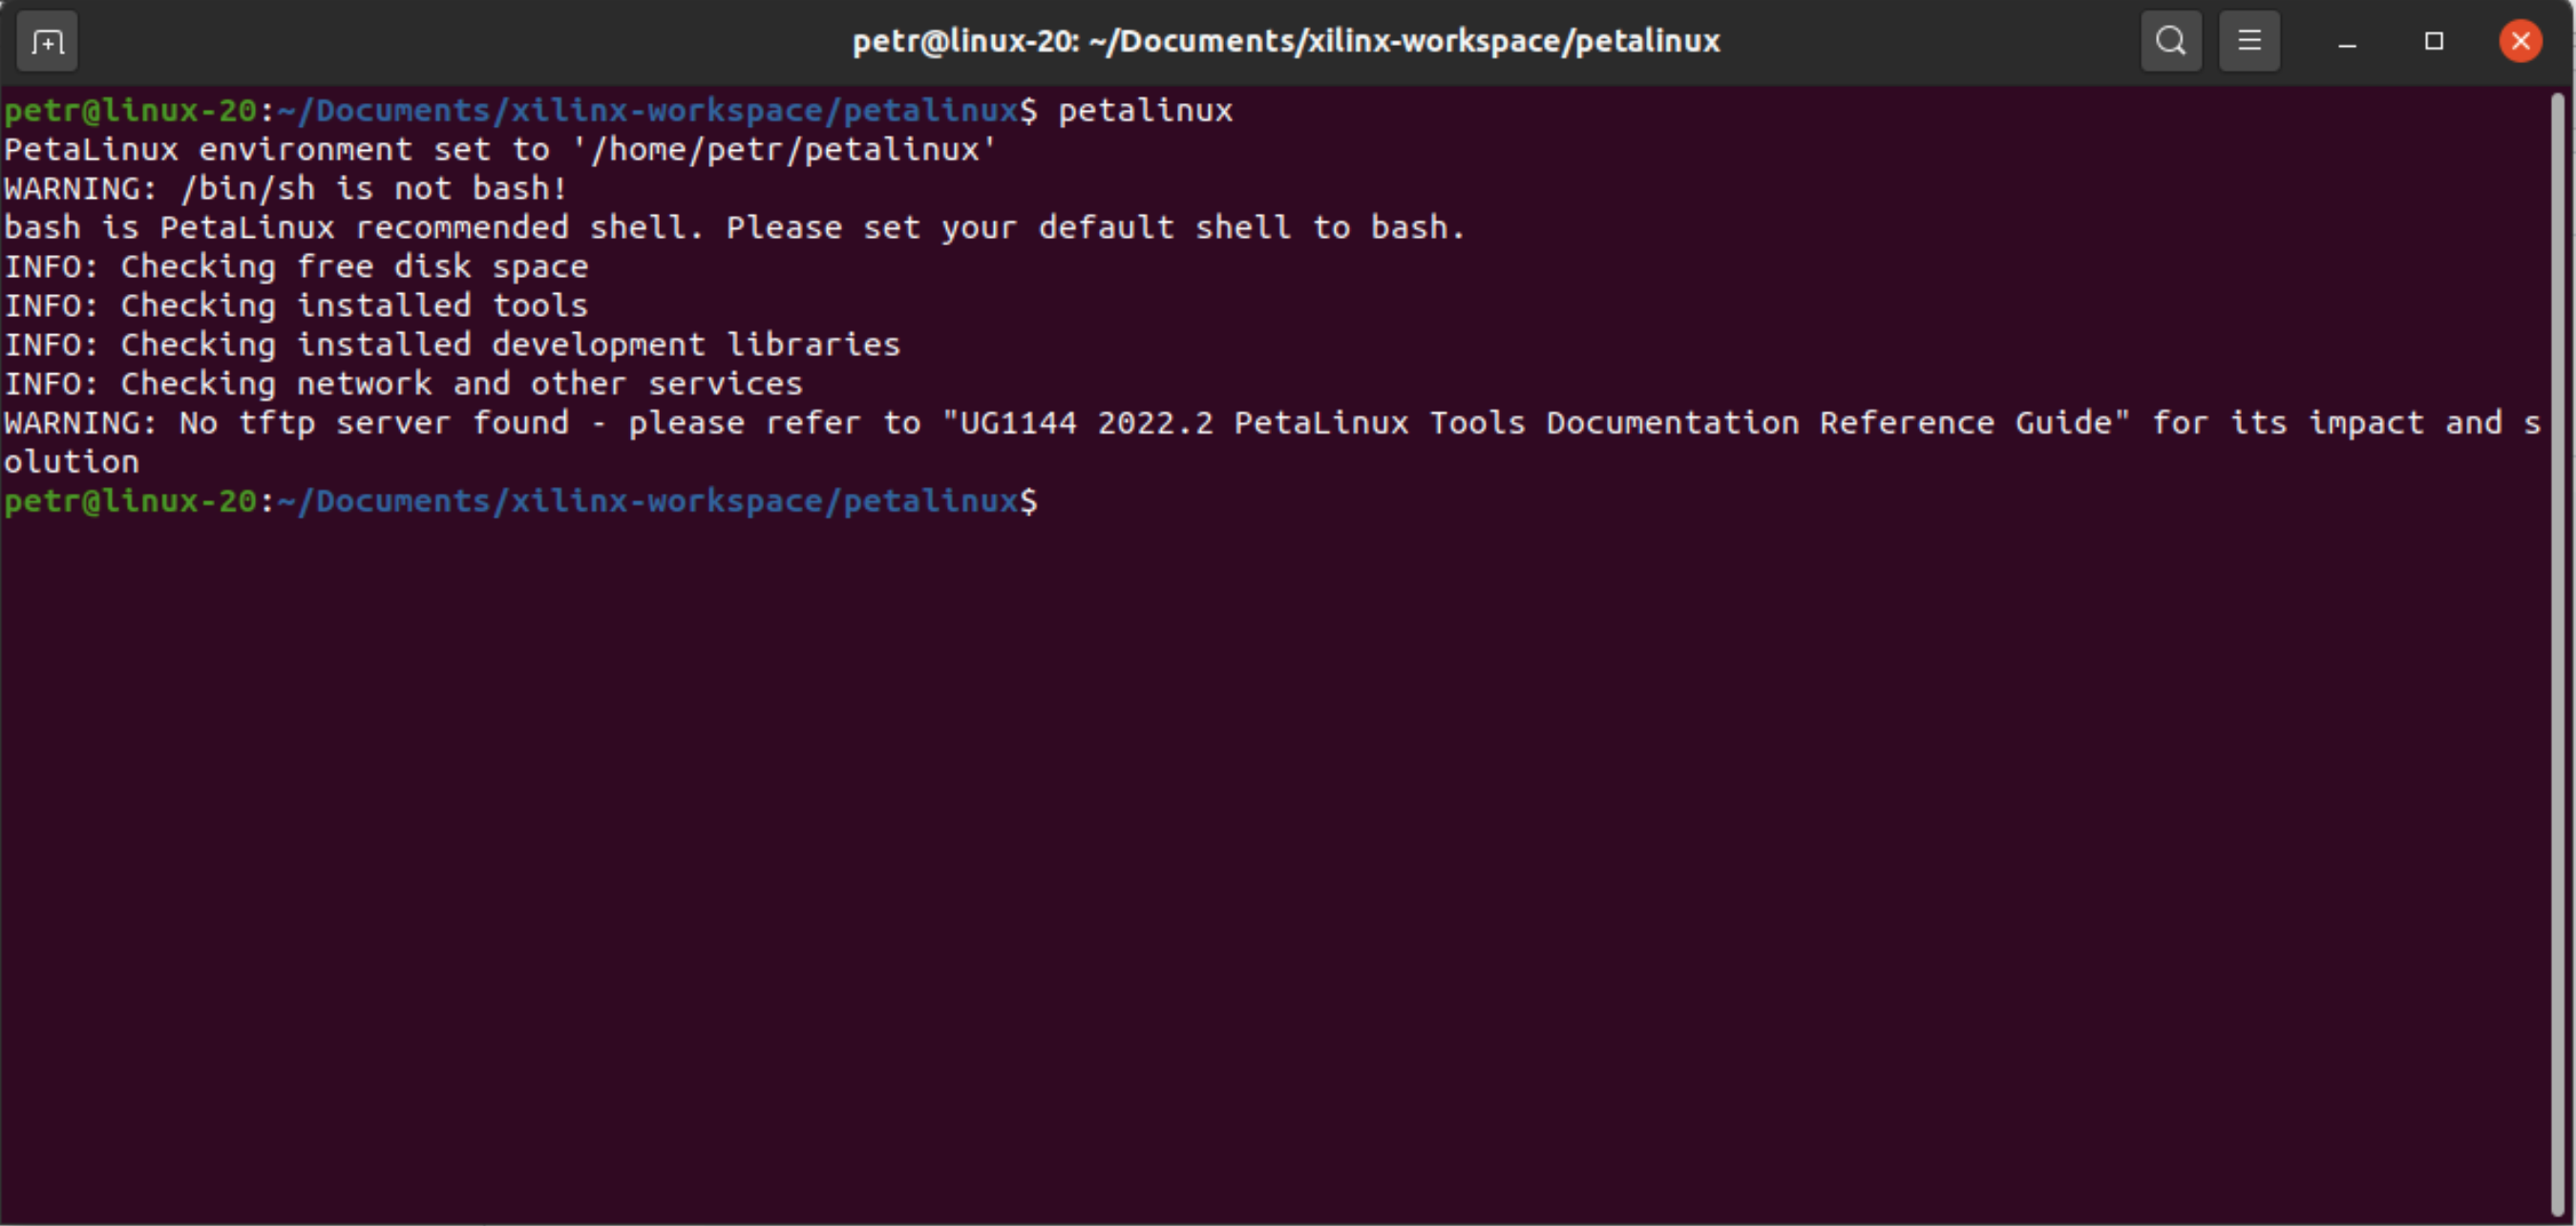 petr@linux-20: ~/Documents/xilinx-workspace/petalinux
petr@linux-20:~/Documents/xilinx-workspace/petalinux$ petalinux
PetaLinux environment set to '/home/petr/petalinux'
WARNING: /bin/sh is not bash!
bash is PetaLinux recommended shell. Please set your default shell to bash.
INFO: Checking free disk space
INFO: Checking installed tools
INFO: Checking installed development libraries
INFO: Checking network and other services
WARNING: No tftp server found - please refer to "UG1144 2022.2 PetaLinux Tools Documentation Reference Guide" for its impact and s
olution
petr@linux-20:~/Documents/xilinx-workspace/petalinux$